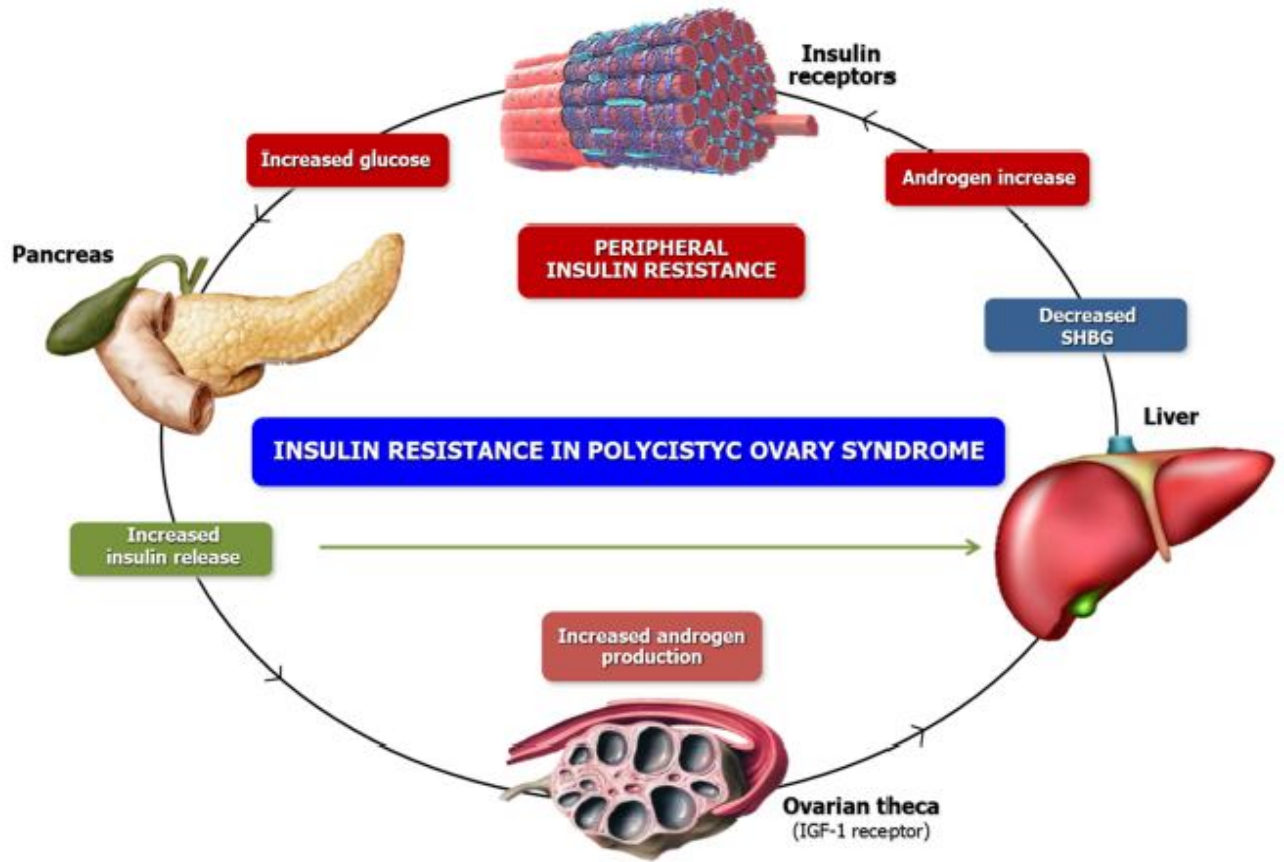 Insulin
receptors
Increased glucose
Androgen increase
PERIPHERAL
INSULIN RESISTANCE
Pancreas
Decreased
SHBG
Liver
INSULIN RESISTANCE IN POLYCISTYC OVARY SYNDROME
Increased
insulin release
Increased androgen
production
Ovarian theca
(IGF-1 receptor)